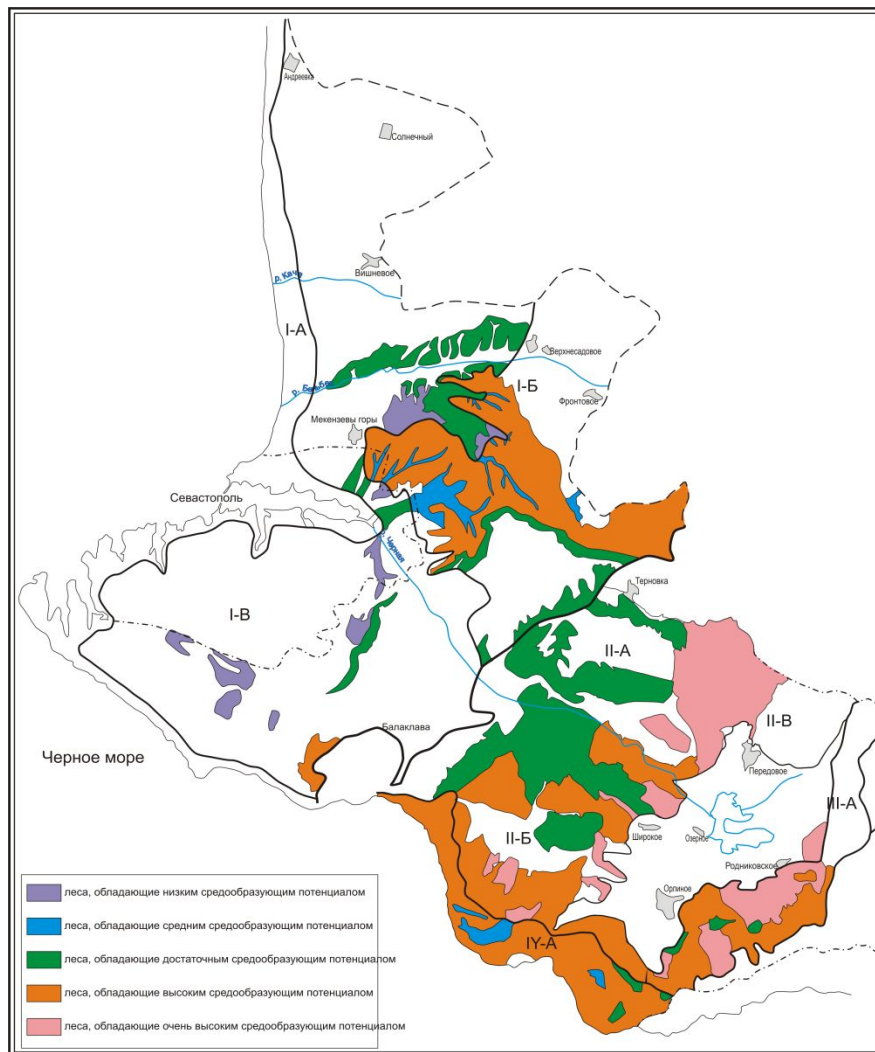 Андреевка
Солнечный
Вишневое
р. Кача
I-А
Верхнесадовое
р. Бельбек
I-Б
Фронтовое
Мекензевы горы
Севастополь
Черная
Терновка
I-В
II-А
II-В
Балаклава
Черное море
Передовое
III-А
II-Б
Широкое
Озерное
Родниковское
Орлиное
IY-А
леса, обладающие низким средообразующим потенциалом
леса, обладающие средним средообразующим потенциалом
леса, обладающие достаточным средообразующим потенциалом
леса, обладающие высоким средообразующим потенциалом
леса, обладающие очень высоким средообразующим потенциалом